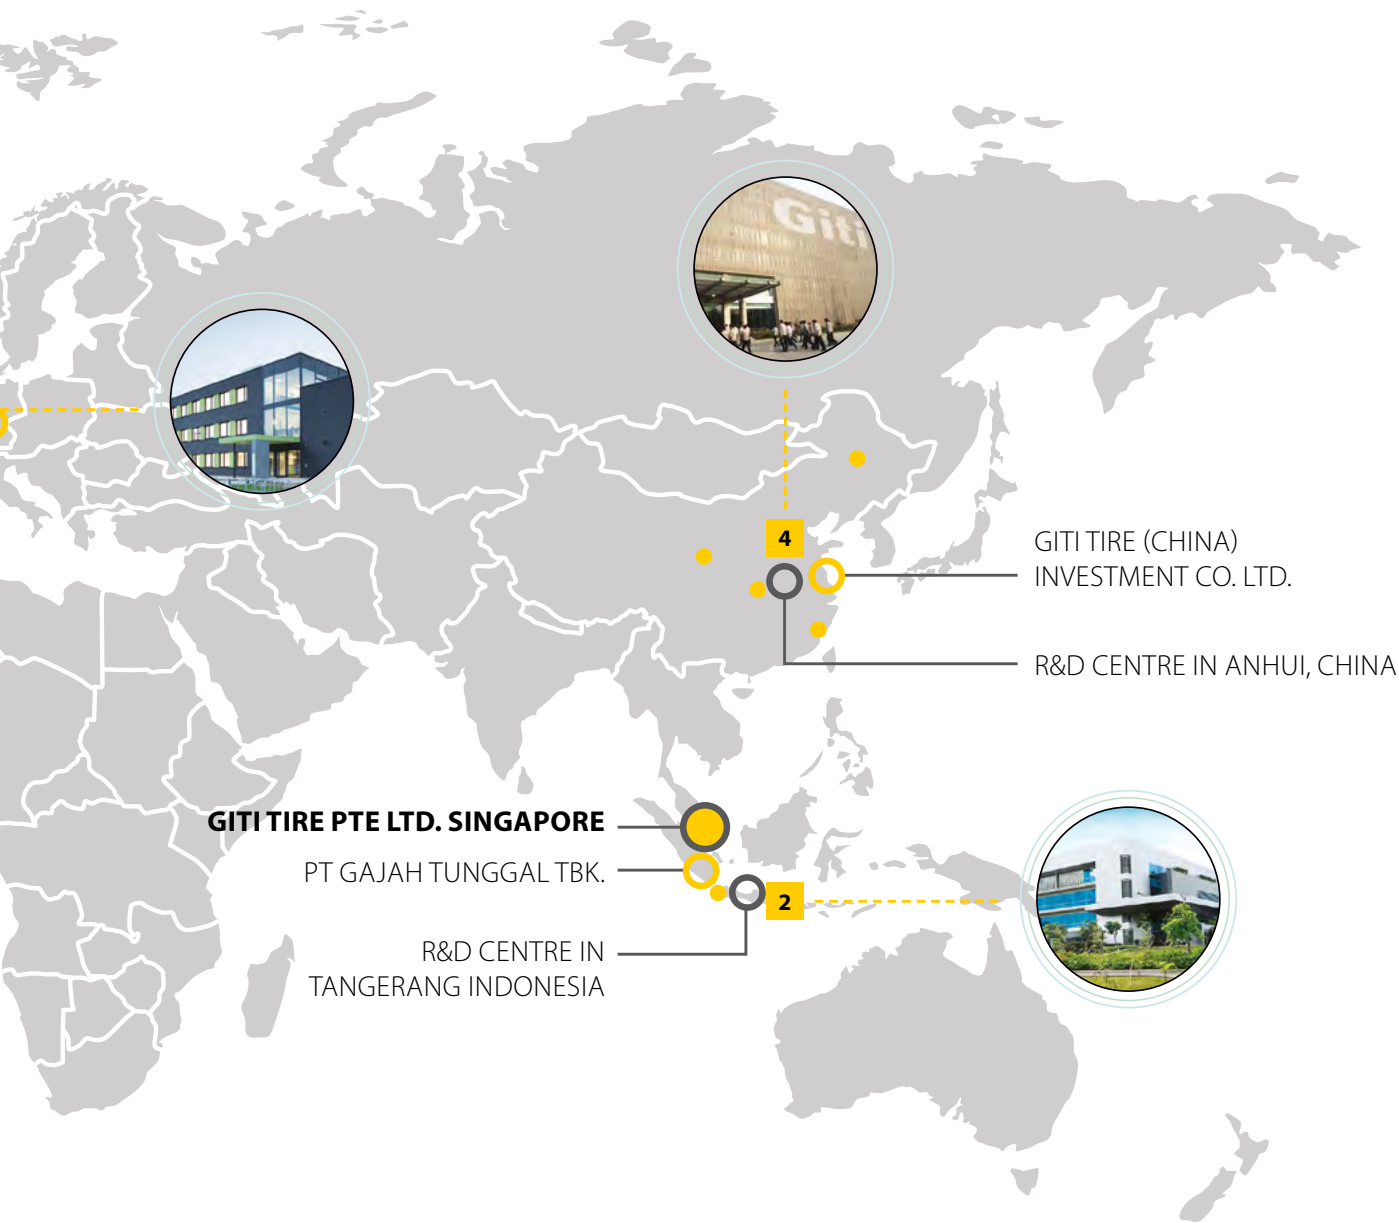 Giti
4
GITI TIRE (CHINA)
INVESTMENT CO. LTD.
R&D CENTRE IN ANHUI, CHINA
GITI TIRE PTE LTD. SINGAPORE
PT GAJAH TUNGGAL TBK.
2
R&D CENTRE IN
TANGERANG INDONESIA